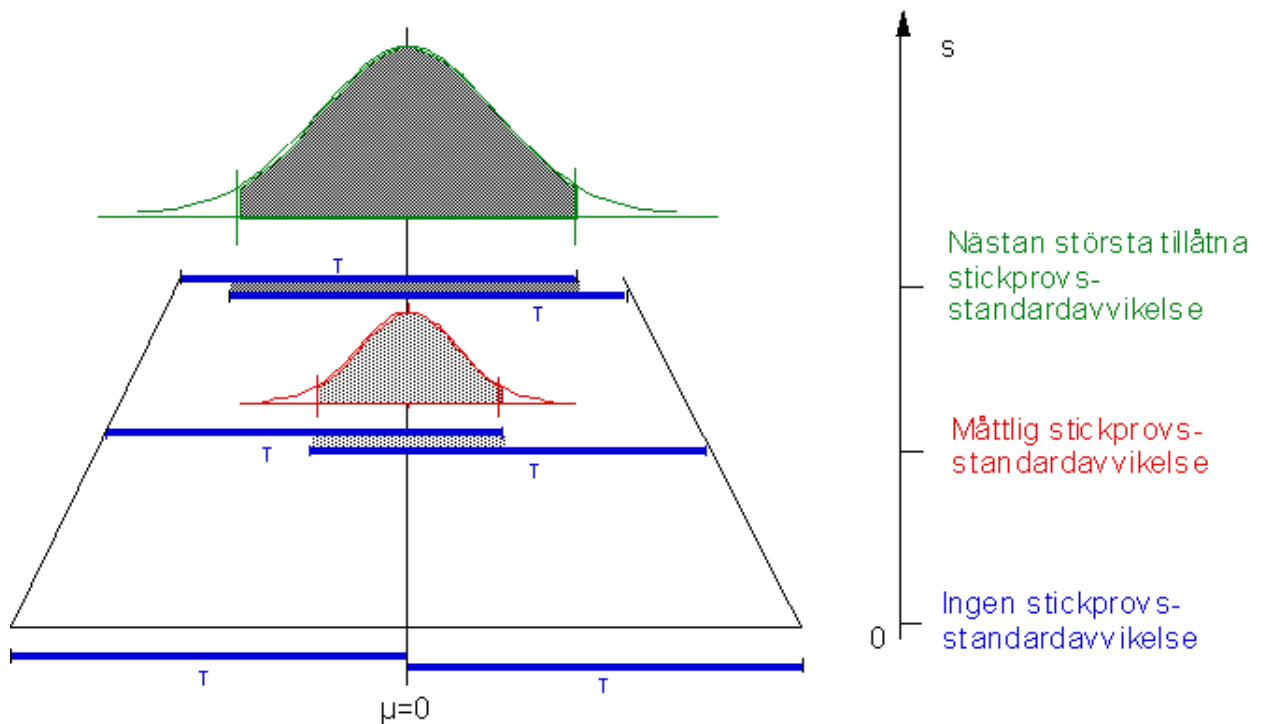 s
T
Nästan största tillåtna
stickprovs-
standardavvikelse
T
Måttlig stickprovs-
standardavvikelse
T
T
Ingen stickprovs-
standardavvikelse
0
T
T
µ=0